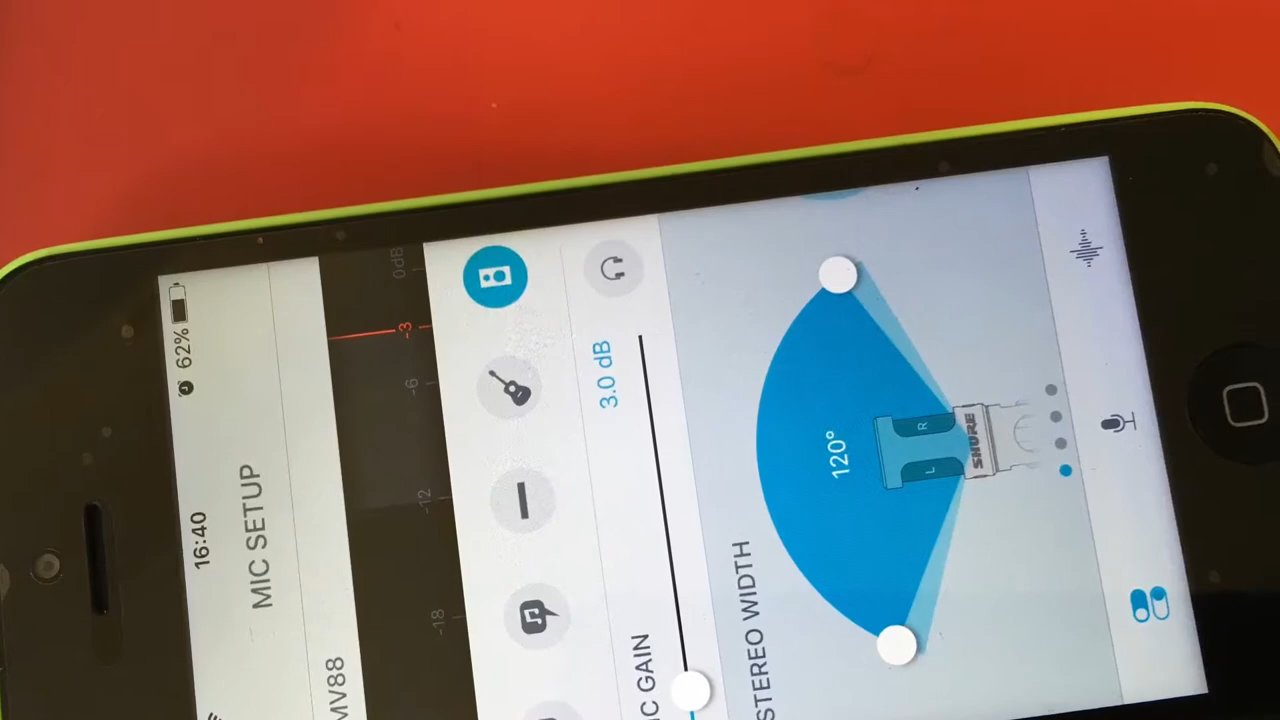 16:40
62%
MIC SETUP
MV88
-18
-12
-6
-3
0dB
C GAIN
3.0 dB
STEREO WIDTH
120°
L
R
SHURE